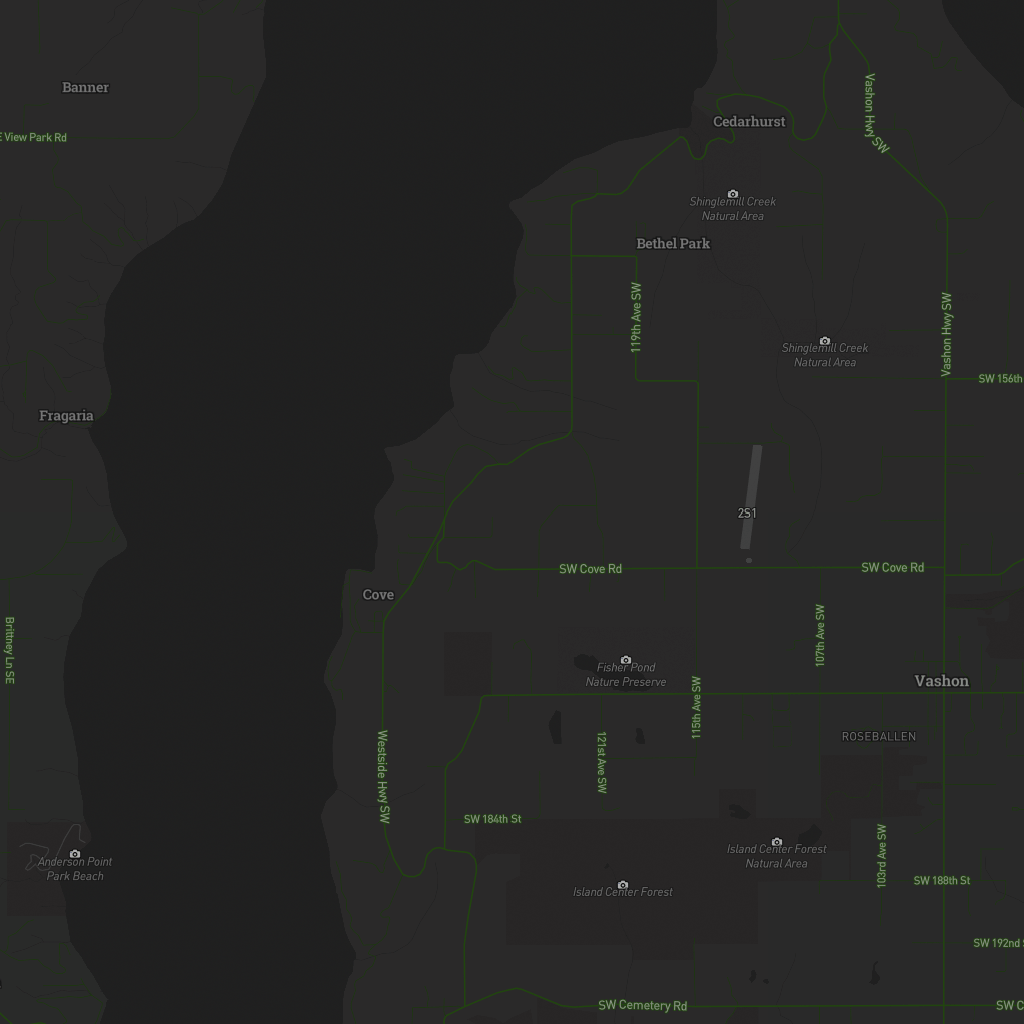 Banner
E View Park Rd
Cedarhurst
Vashon Hwy SW
Shinglemill Creek
Natural Area
Bethel Park
119th Ave SW
Vashon Hwy SW
Shinglemill Creek
Natural Area
SW 156th
Fragaria
2S1
SW Cove Rd
SW Cove Rd
Cove
Brittney Ln SE
107th Ave SW
Fisher Pond
Nature Preserve
Vashon
115th Ave SW
ROSEBALLEN
Westside Hwy SW
121st Ave SW
SW 184th St
Anderson Point
Park Beach
Island Center Forest
Natural Area
103rd Ave SW
Island Center Forest
SW 188th St
SW 192nd
SW Cemetery Rd
SW C